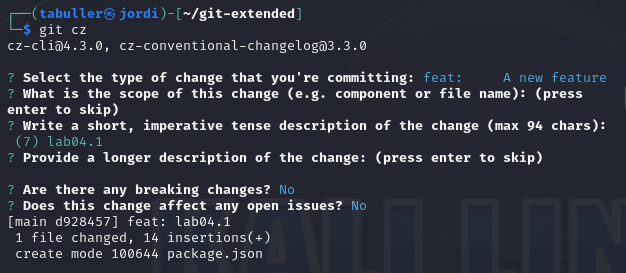 ┌──(tabuller㉿jordi)-[~/git-extended]
└─$ git cz
cz-cli@4.3.0, cz-conventional-changelog@3.3.0
? Select the type of change that you're committing: feat:     A new feature
? What is the scope of this change (e.g. component or file name): (press
enter to skip)
? Write a short, imperative tense description of the change (max 94 chars):
 (7) lab04.1
? Provide a longer description of the change: (press enter to skip)
? Are there any breaking changes? No
? Does this change affect any open issues? No
[main d928457] feat: lab04.1
 1 file changed, 14 insertions(+)
 create mode 100644 package.json